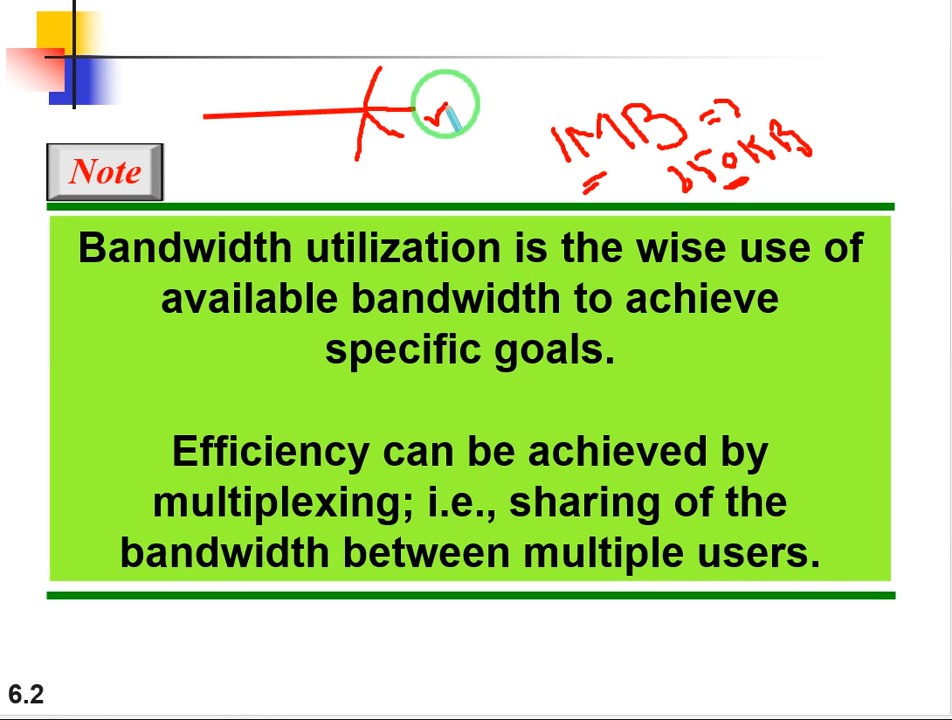 1MB =>
250KB
Note
Bandwidth utilization is the wise use of
available bandwidth to achieve
specific goals.
Efficiency can be achieved by
multiplexing; i.e., sharing of the
bandwidth between multiple users.
6.2